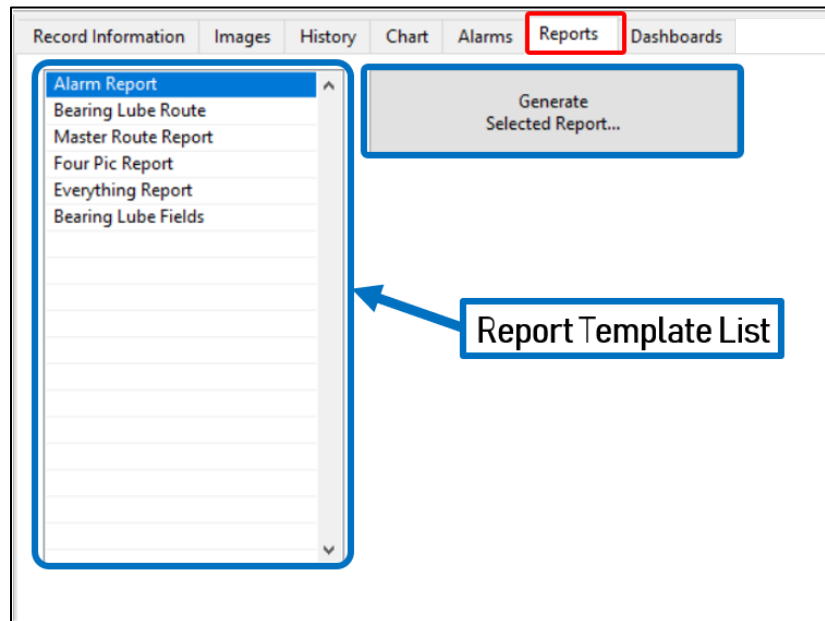 Record Information Images History Chart Alarms Reports Dashboards
Alarm Report
Bearing Lube Route
Master Route Report
Four Pic Report
Everything Report
Bearing Lube Fields
Generate
Selected Report...
Report Template List